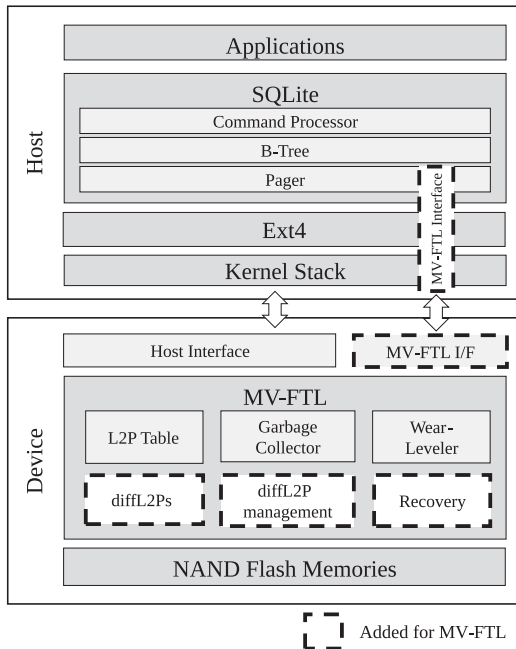 Host
Applications
SQLite
Command Processor
B-Tree
Pager
MV-FTL Interface
Ext4
Kernel Stack
Device
Host Interface
MV-FTL I/F
MV-FTL
L2P Table
Garbage
Collector
Wear-
Leveler
diffL2Ps
diffL2P
management
Recovery
NAND Flash Memories
Added for MV-FTL